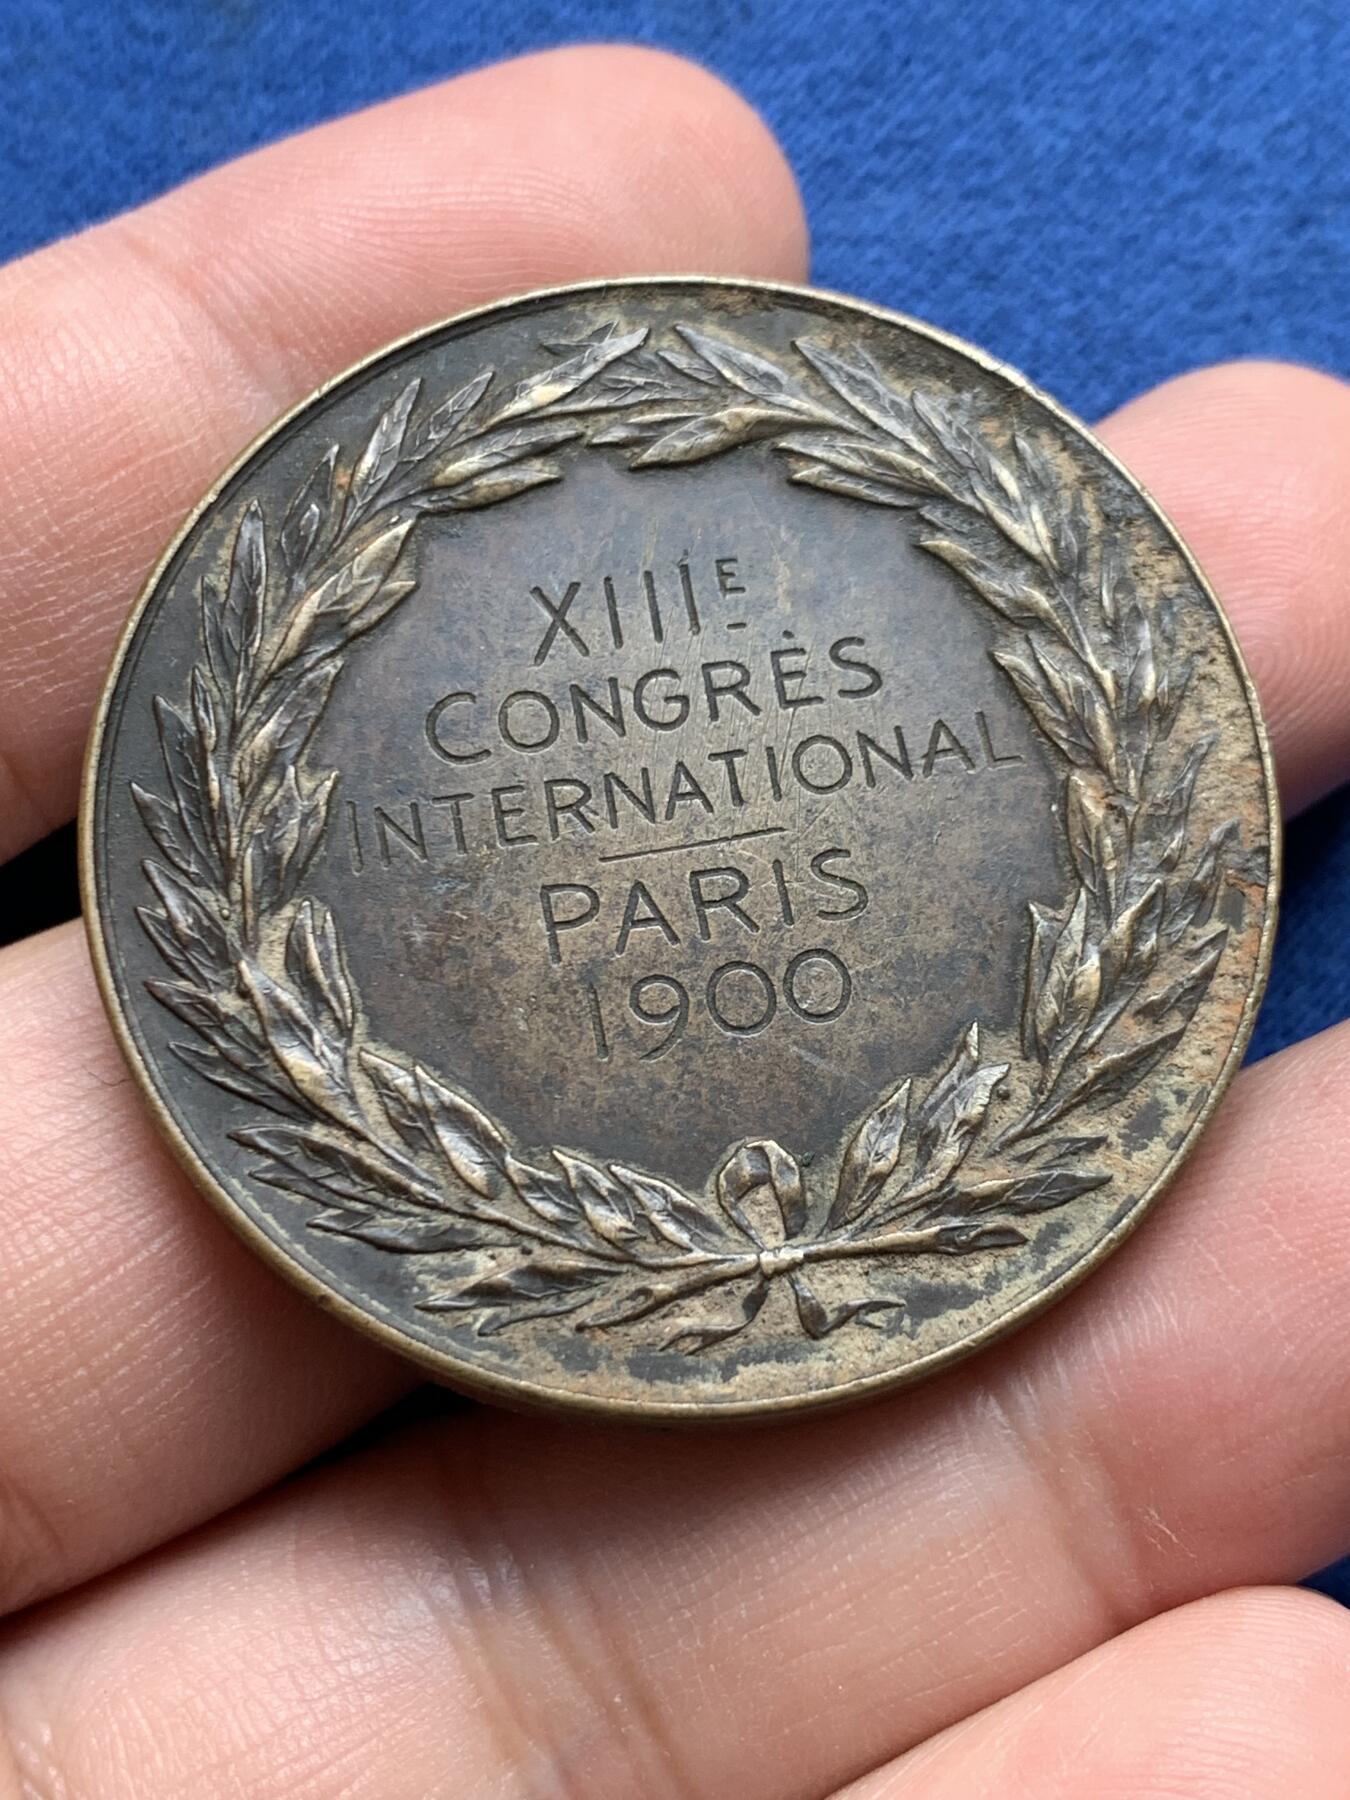 XIIIE
CONGRÈS
INTERNATIONAL
PARIS
1900